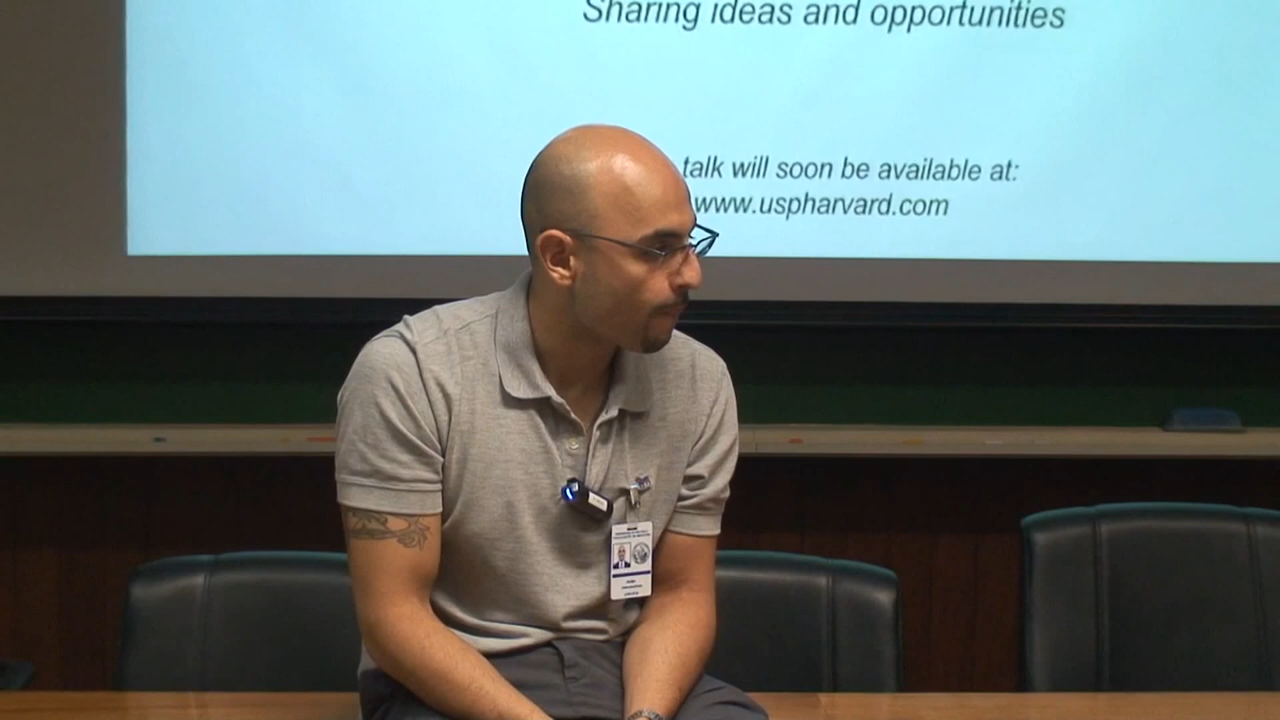 Sharing ideas and opportunities
talk will soon be available at:
www.uspharvard.com